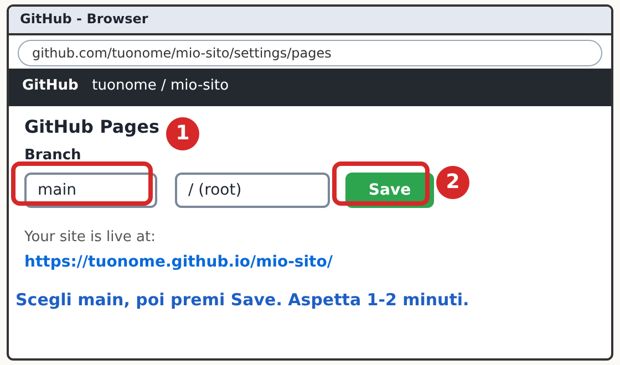 GitHub - Browser
github.com/tuonome/mio-sito/settings/pages
GitHub tuonome / mio-sito
GitHub Pages 1
Branch
main / (root) Save 2
Your site is live at:
https://tuonome.github.io/mio-sito/
Scegli main, poi premi Save. Aspetta 1-2 minuti.